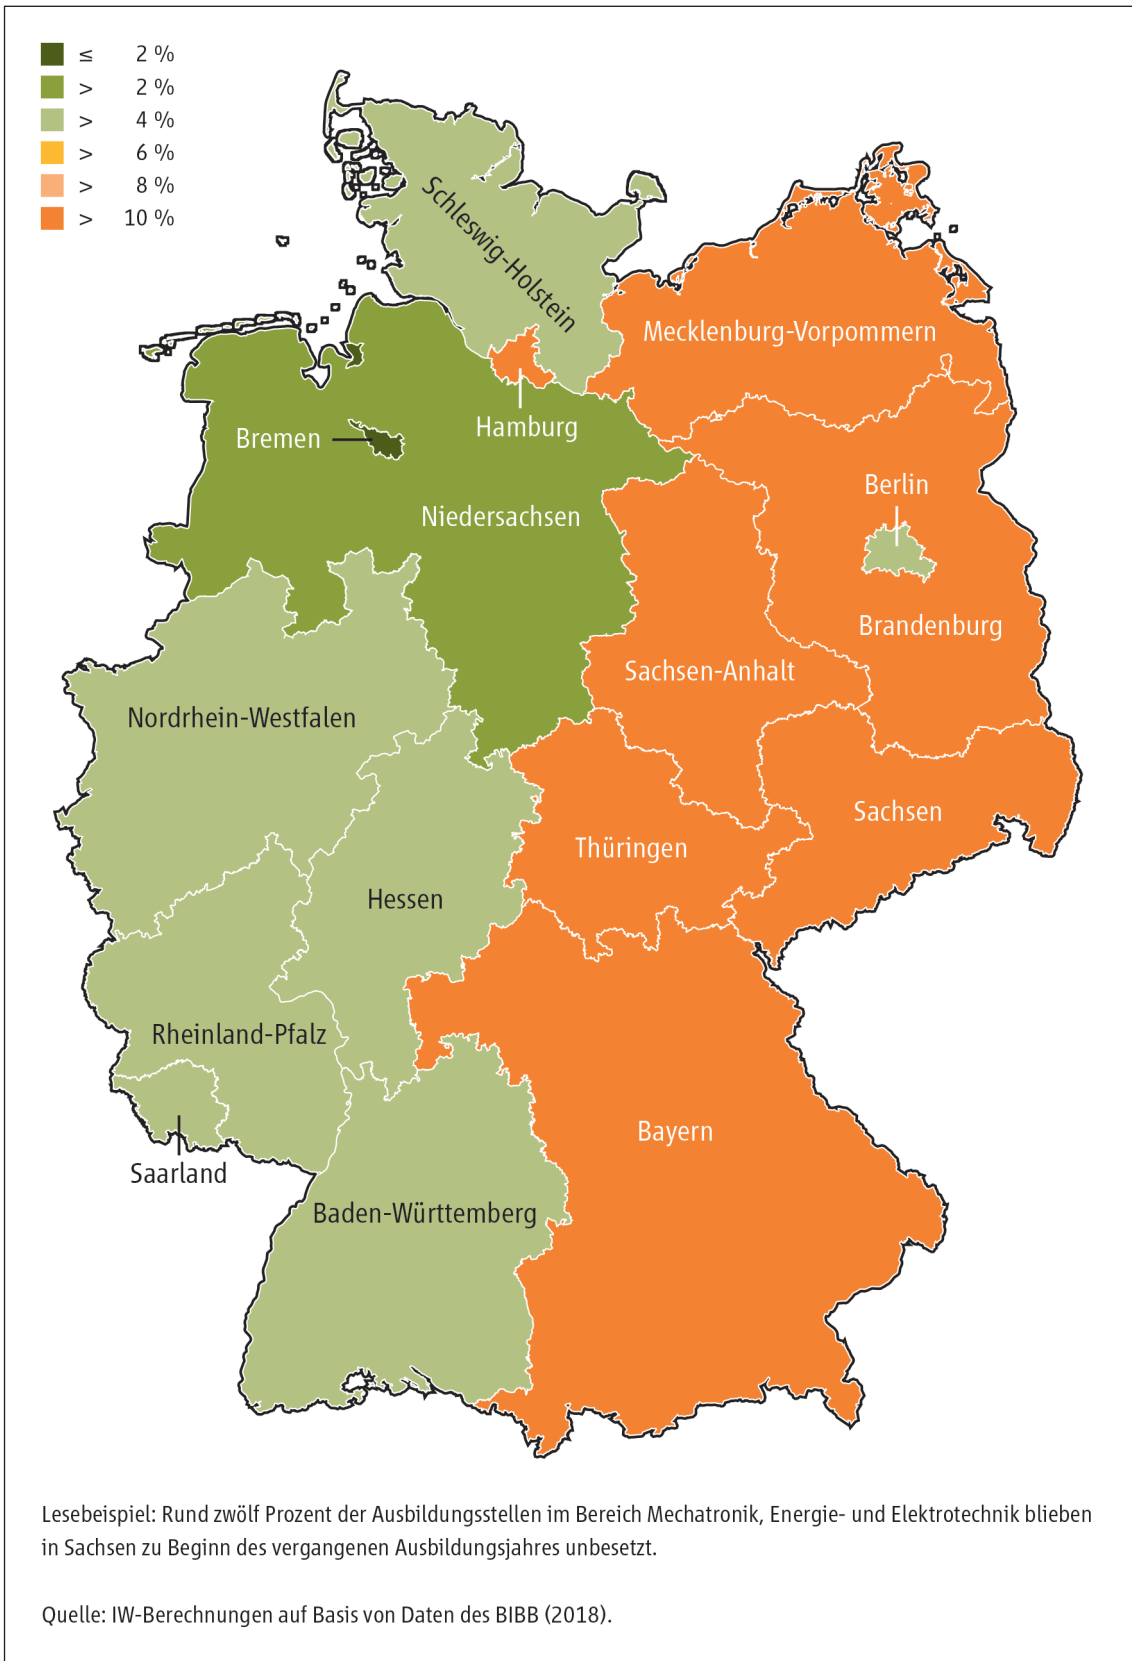 ≤ 2 %
> 2 %
> 4 %
> 6 %
> 8 %
> 10 %
Schleswig-Holstein
Mecklenburg-Vorpommern
Hamburg
Bremen
Berlin
Niedersachsen
Brandenburg
Sachsen-Anhalt
Nordrhein-Westfalen
Sachsen
Thüringen
Hessen
Rheinland-Pfalz
Bayern
Saarland
Baden-Württemberg
Lesebeispiel: Rund zwölf Prozent der Ausbildungsstellen im Bereich Mechatronik, Energie- und Elektrotechnik blieben
in Sachsen zu Beginn des vergangenen Ausbildungsjahres unbesetzt.
Quelle: IW-Berechnungen auf Basis von Daten des BIBB (2018).